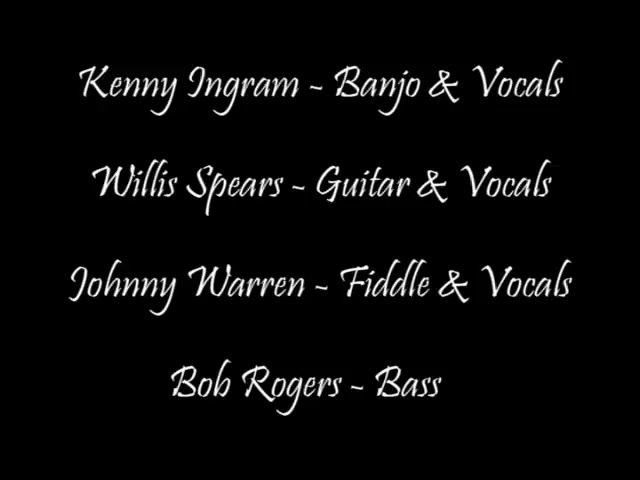 Kenny Ingram - Banjo & Vocals
Willis Spears - Guitar & Vocals
Johnny Warren - Fiddle & Vocals
Bob Rogers - Bass